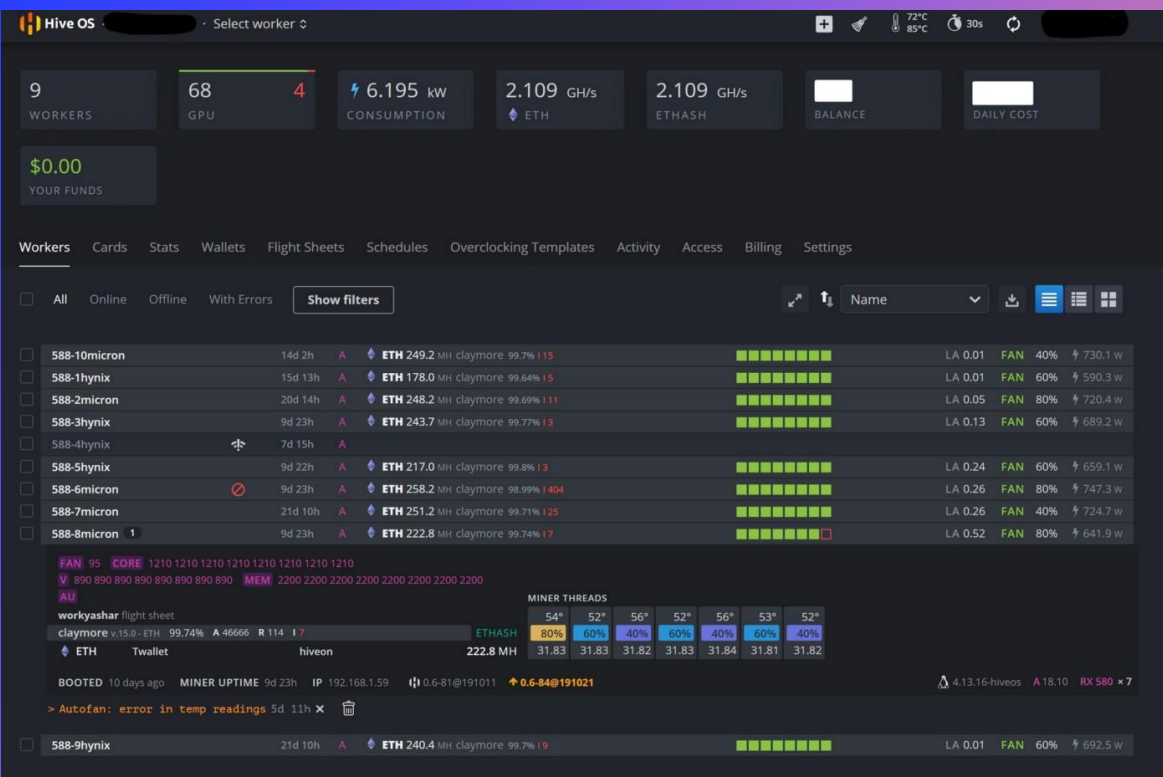 Hive OS · · Select worker 72°C 85°C 30s
9 68 4 6.195 kW 2.109 GH/s 2.109 GH/s
WORKERS GPU CONSUMPTION ETH ETHASH BALANCE DAILY COST
$0.00
YOUR FUNDS
Workers Cards Stats Wallets Flight Sheets Schedules Overclocking Templates Activity Access Billing Settings
All Online Offline With Errors Show filters Name
588-10micron 14d 2h A ETH 249.2 MH claymore 99.7% I 15 LA 0.01 FAN 40% 730.1 w
588-1hynix 15d 13h A ETH 178.0 MH claymore 99.64% I 5 LA 0.01 FAN 60% 590.3 w
588-2micron 20d 14h A ETH 248.2 MH claymore 99.69% I 11 LA 0.05 FAN 80% 720.4 w
588-3hynix 9d 23h A ETH 243.7 MH claymore 99.77% I 3 LA 0.13 FAN 60% 689.2 w
588-4hynix 7d 15h A
588-5hynix 9d 22h A ETH 217.0 MH claymore 99.8% I 3 LA 0.24 FAN 60% 659.1 w
588-6micron 9d 23h A ETH 258.2 MH claymore 98.99% I 404 LA 0.26 FAN 80% 747.3 w
588-7micron 21d 10h A ETH 251.2 MH claymore 99.71% I 25 LA 0.26 FAN 40% 724.7 w
588-8micron 1 9d 23h A ETH 222.8 MH claymore 99.74% I 7 LA 0.52 FAN 80% 641.9 w
FAN 95 CORE 1210 1210 1210 1210 1210 1210 1210 1210
V 890 890 890 890 890 890 890 890 MEM 2200 2200 2200 2200 2200 2200 2200 2200
AU MINER THREADS
workyashar flight sheet 54° 52° 56° 52° 56° 53° 52°
claymore v.15.0 - ETH 99.74% A 46666 R 114 I 7 ETHASH 80% 60% 40% 60% 40% 60% 40%
ETH Twallet hiveon 222.8 MH 31.83 31.83 31.82 31.83 31.84 31.81 31.82
BOOTED 10 days ago MINER UPTIME 9d 23h IP 192.168.1.59 0.6-81@191011 0.6-84@191021 4.13.16-hiveos A 18.10 RX 580 × 7
> Autofan: error in temp readings 5d 11h ×
588-9hynix 21d 10h A ETH 240.4 MH claymore 99.7% I 9 LA 0.01 FAN 60% 692.5 w